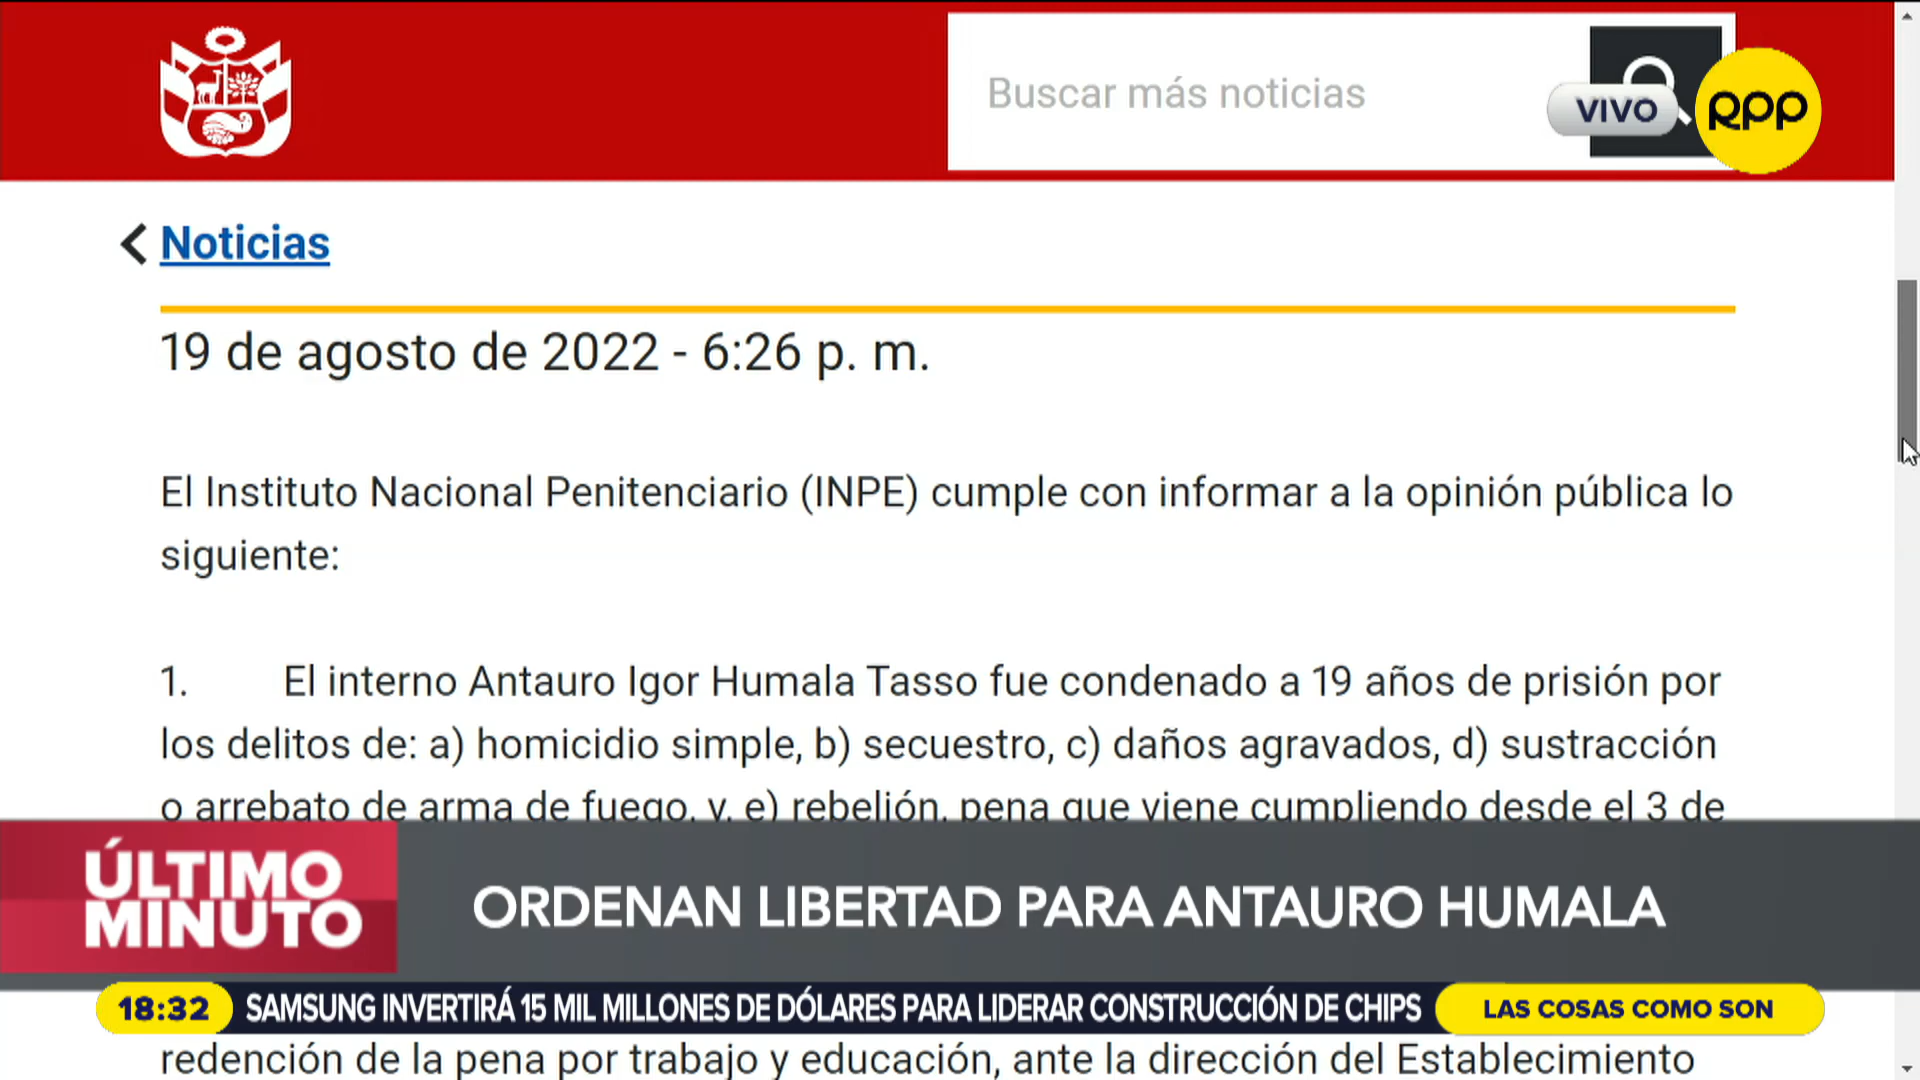 Buscar más noticias
VIVO
rpp
Noticias
19 de agosto de 2022 - 6:26 p. m.
El Instituto Nacional Penitenciario (INPE) cumple con informar a la opinión pública lo
siguiente:
1. El interno Antauro Igor Humala Tasso fue condenado a 19 años de prisión por
los delitos de: a) homicidio simple, b) secuestro, c) daños agravados, d) sustracción
o arrebato de arma de fuego, y, e) rebelión, pena que viene cumpliendo desde el 3 de
ÚLTIMO
MINUTO
ORDENAN LIBERTAD PARA ANTAURO HUMALA
18:32 SAMSUNG INVERTIRÁ 15 MIL MILLONES DE DÓLARES PARA LIDERAR CONSTRUCCIÓN DE CHIPS LAS COSAS COMO SON
redención de la pena por trabajo y educación, ante la dirección del Establecimiento